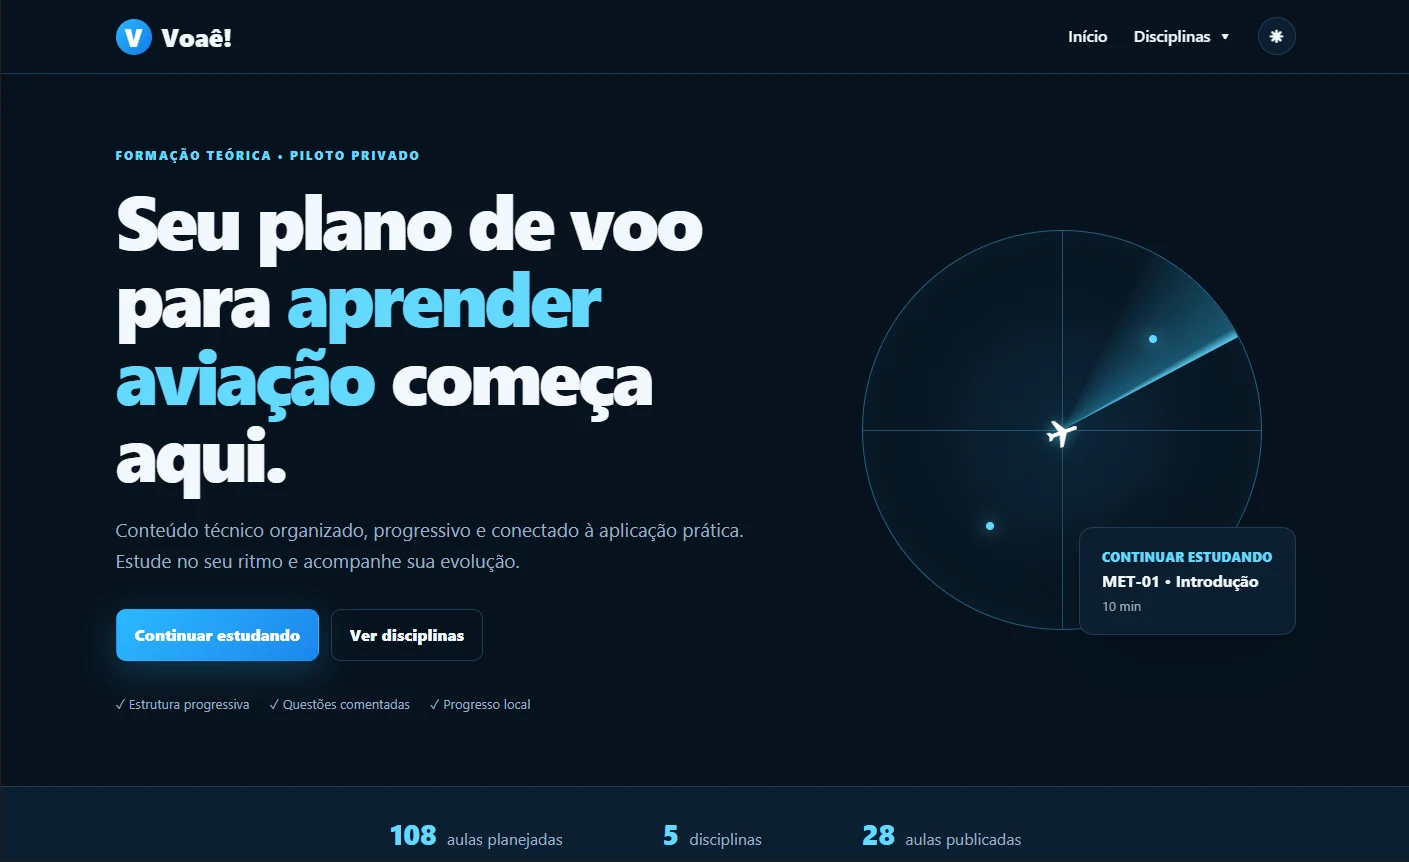 V Voaê!
Início
Disciplinas ▼
FORMAÇÃO TEÓRICA • PILOTO PRIVADO
Seu plano de voo
para aprender
aviação começa
aqui.
Conteúdo técnico organizado, progressivo e conectado à aplicação prática.
Estude no seu ritmo e acompanhe sua evolução.
Continuar estudando
Ver disciplinas
✓ Estrutura progressiva
✓ Questões comentadas
✓ Progresso local
CONTINUAR ESTUDANDO
MET-01 • Introdução
10 min
108 aulas planejadas
5 disciplinas
28 aulas publicadas